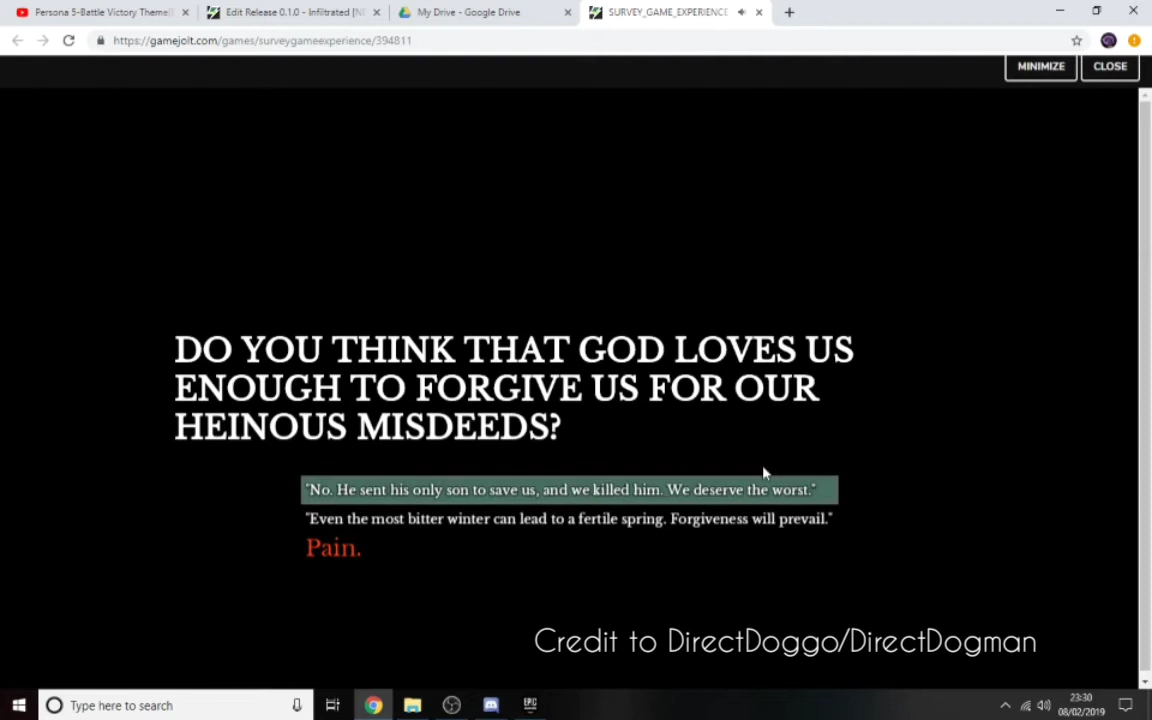 Persona 5-Battle Victory Theme
Edit Release 0.1.0 - Infiltrated [N
My Drive - Google Drive
SURVEY_GAME_EXPERIENCE
https://gamejolt.com/games/surveygameexperience/394811
MINIMIZE
CLOSE
DO YOU THINK THAT GOD LOVES US
ENOUGH TO FORGIVE US FOR OUR
HEINOUS MISDEEDS?
"No. He sent his only son to save us, and we killed him. We deserve the worst."
"Even the most bitter winter can lead to a fertile spring. Forgiveness will prevail."
Pain.
Credit to DirectDoggo/DirectDogman
Type here to search
EPIC
23:30
08/02/2019